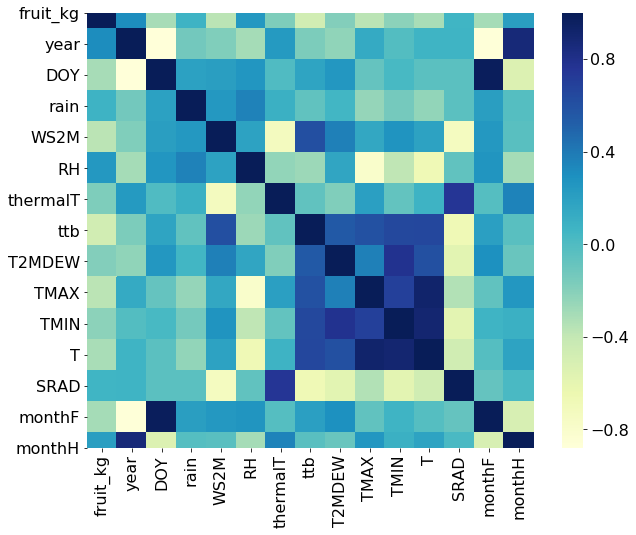 fruit_kg
year
DOY
rain
WS2M
RH
thermalT
ttb
T2MDEW
TMAX
TMIN
T
SRAD
monthF
monthH
fruit_kg
year
DOY
rain
WS2M
RH
thermalT
ttb
T2MDEW
TMAX
TMIN
T
SRAD
monthF
monthH
0.8
0.4
0.0
−0.4
−0.8